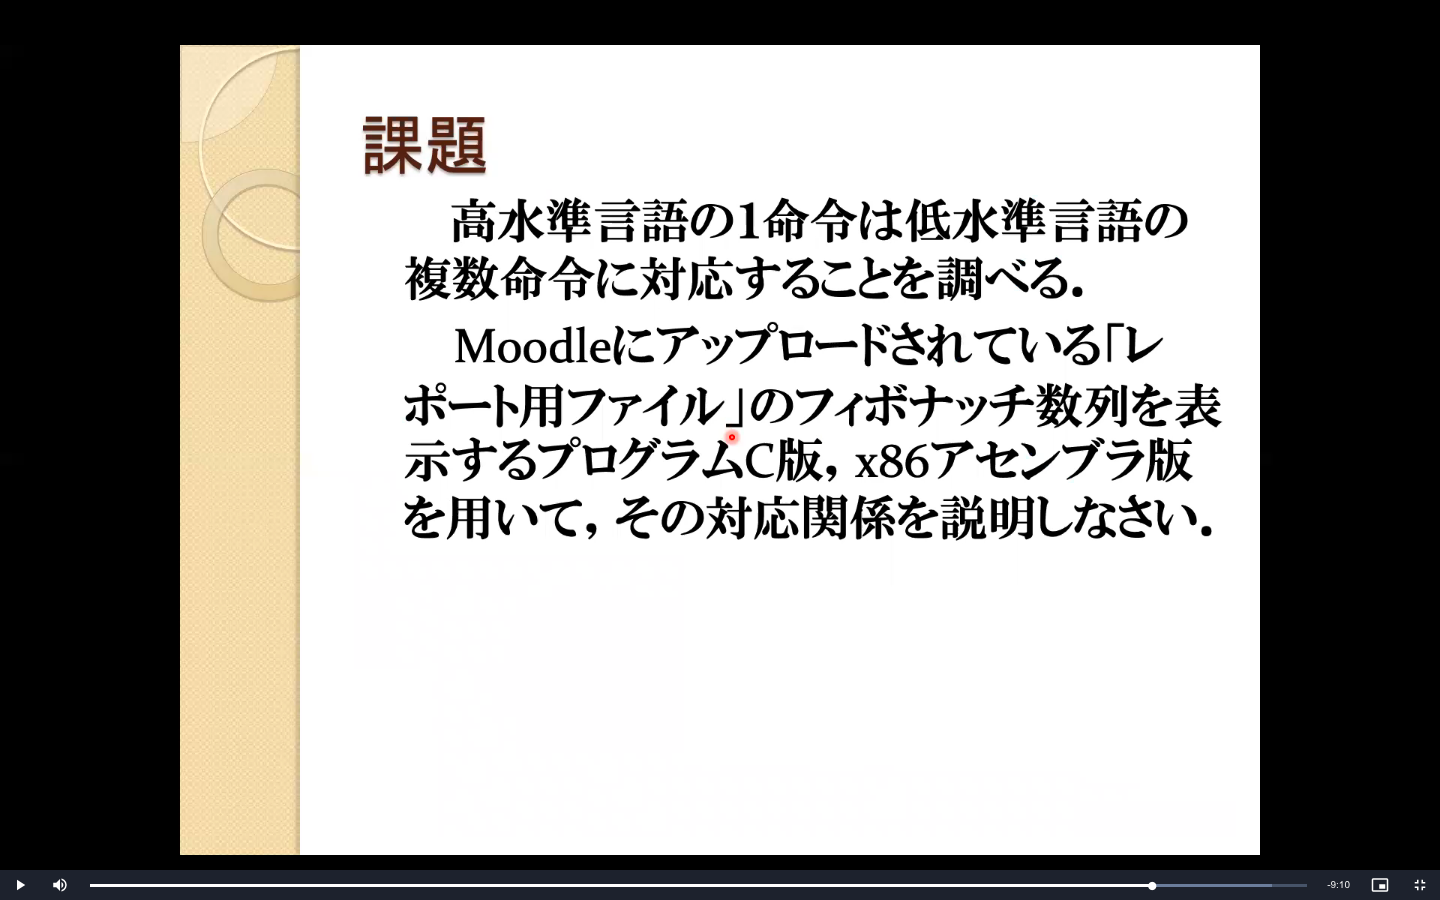 課題
高水準言語の1命令は低水準言語の
複数命令に対応することを調べる．
Moodleにアップロードされている「レ
ポート用ファイル」のフィボナッチ数列を表
示するプログラムC版，x86アセンブラ版
を用いて，その対応関係を説明しなさい．
-9:10